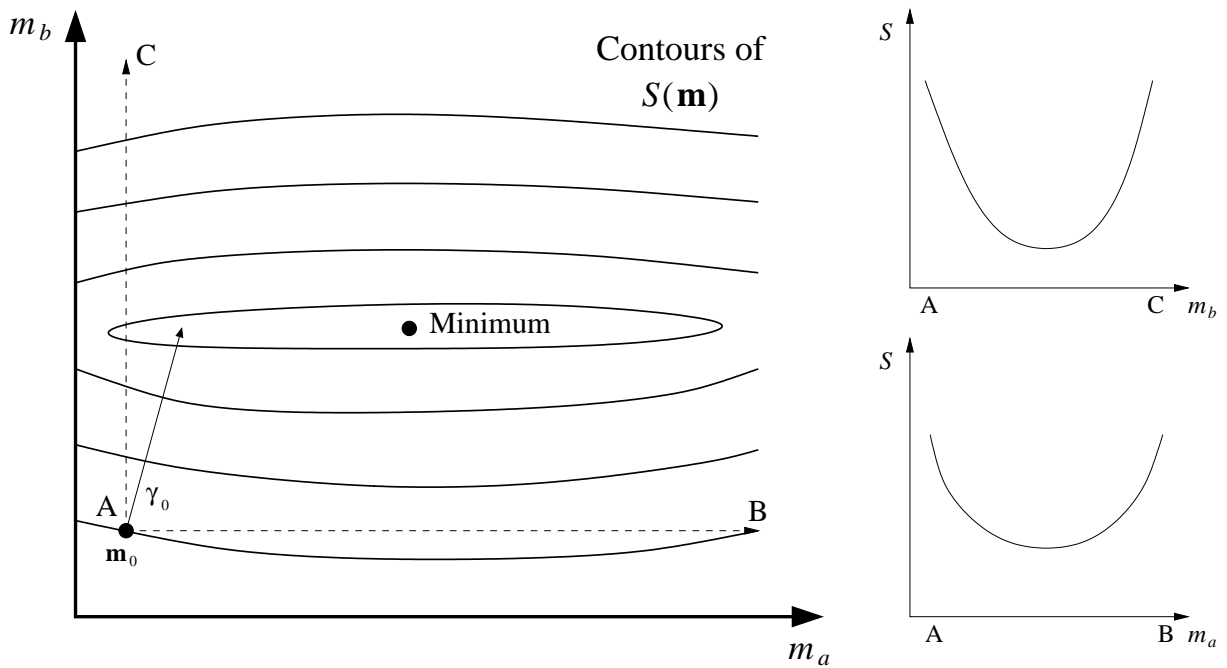 m_b
C
Contours of
S(m)
Minimum
A
γ_0
B
m_0
m_a
S
A
C
m_b
S
A
B
m_a